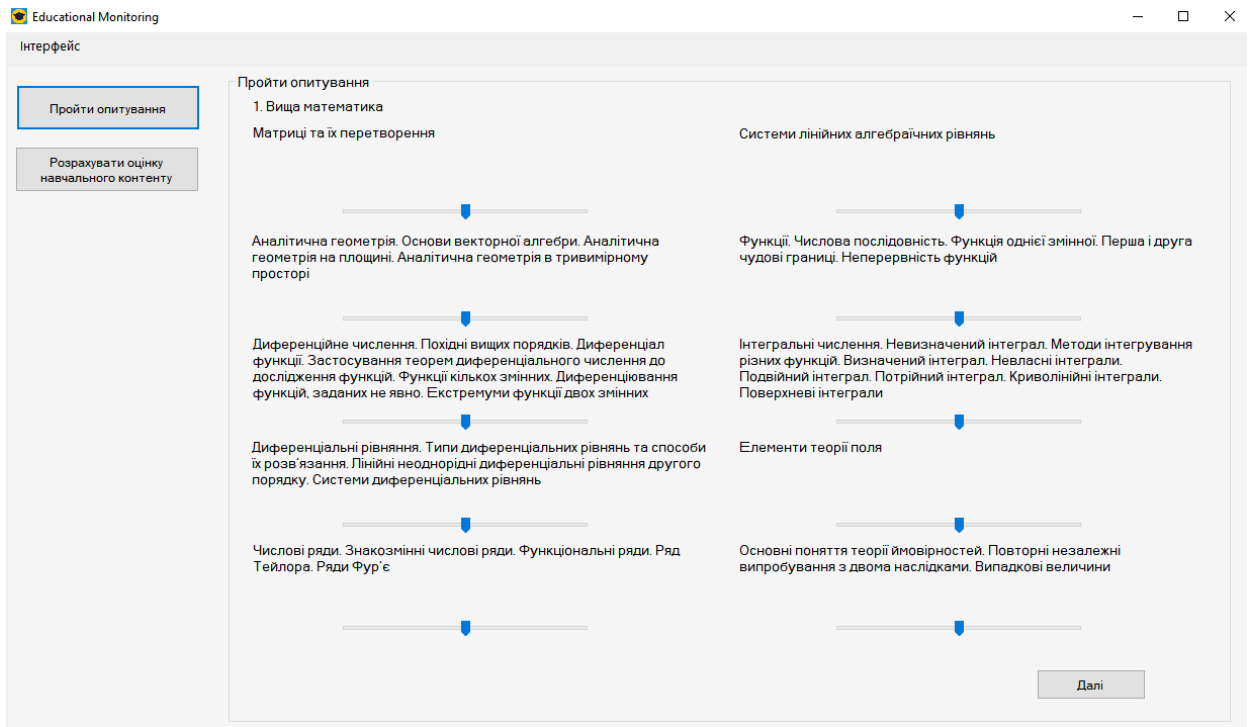 Educational Monitoring
Інтерфейс
Пройти опитування
Розрахувати оцінку
навчального контенту
Пройти опитування
1. Вища математика
Матриці та їх перетворення
Системи лінійних алгебраїчних рівнянь
Аналітична геометрія. Основи векторної алгебри. Аналітична
геометрія на площині. Аналітична геометрія в тривимірному
просторі
Функції. Числова послідовність. Функція однієї змінної. Перша і друга
чудові границі. Неперервність функцій
Диференційне числення. Похідні вищих порядків. Диференціал
функції. Застосування теорем диференціального числення до
дослідження функцій. Функції кількох змінних. Диференціювання
функцій, заданих не явно. Екстремуми функції двох змінних
Інтегральні числення. Невизначений інтеграл. Методи інтегрування
різних функцій. Визначений інтеграл. Невласні інтеграли.
Подвійний інтеграл. Потрійний інтеграл. Криволінійні інтеграли.
Поверхневі інтеграли
Диференціальні рівняння. Типи диференціальних рівнянь та способи
їх розв'язання. Лінійні неоднорідні диференціальні рівняння другого
порядку. Системи диференціальних рівнянь
Елементи теорії поля
Числові ряди. Знакозмінні числові ряди. Функціональні ряди. Ряд
Тейлора. Ряди Фур'є
Основні поняття теорії ймовірностей. Повторні незалежні
випробування з двома наслідками. Випадкові величини
Далі